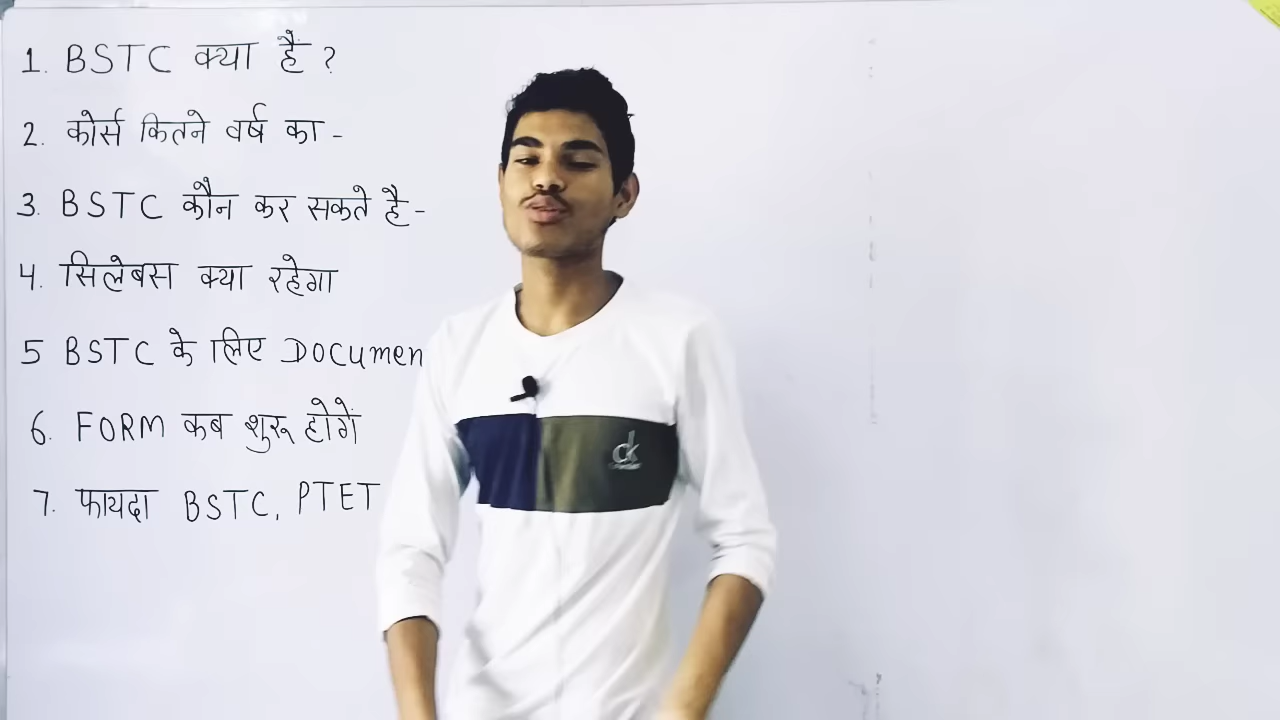 1. BSTC क्या हैं ?
2. कोर्स कितने वर्ष का -
3. BSTC कौन कर सकते है -
4. सिलेबस क्या रहेगा
5 BSTC के लिए DOCumen
6. FORM कब शुरू होगें
7. फायदा BSTC, PTET
ck